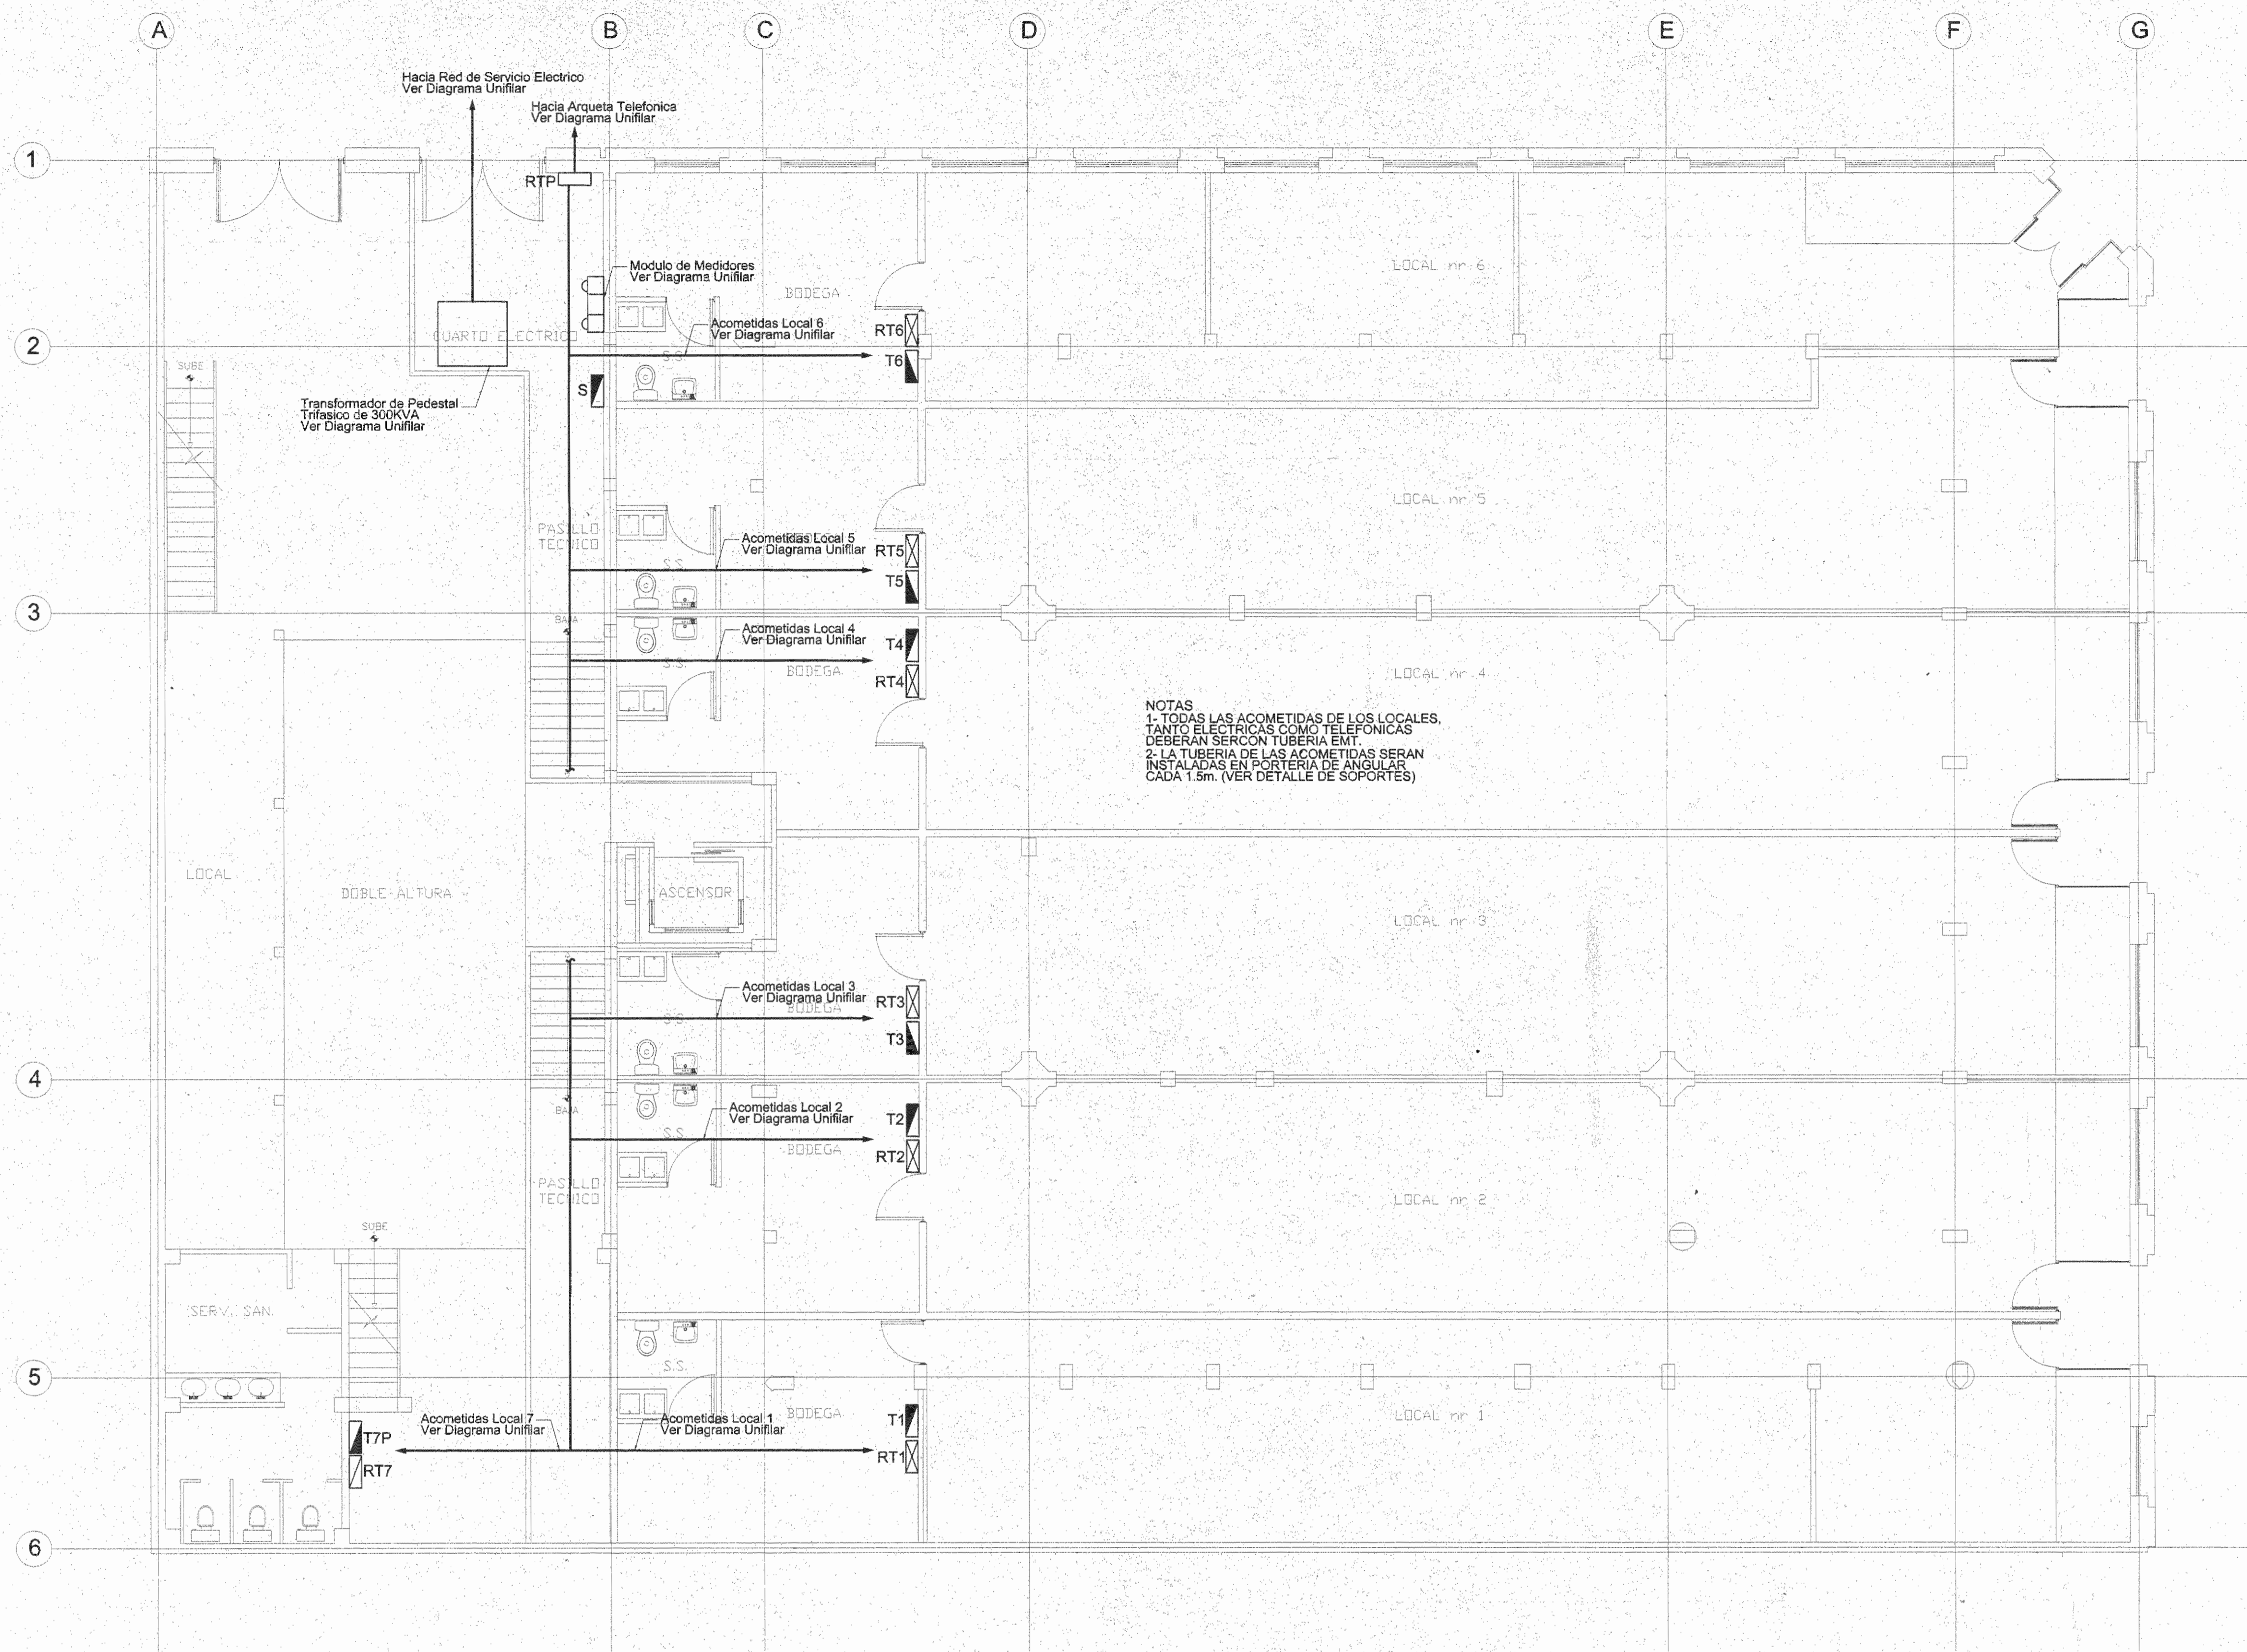 A B C D E F G
Hacia Red de Servicio Electrico
Ver Diagrama Unifilar
Hacia Arqueta Telefonica
Ver Diagrama Unifilar
1
RTP
Modulo de Medidores
Ver Diagrama Unifilar
LOCAL nr 6
BODEGA
Acometidas Local 6
Ver Diagrama Unifilar
RT6
CUARTO ELECTRICO
2
S.S.
T6
SUBE
S
Transformador de Pedestal
Trifasico de 300KVA
Ver Diagrama Unifilar
LOCAL nr 5
PASILLO
TECNICO
Acometidas Local 5
Ver Diagrama Unifilar
RT5
S.S.
T5
3
BAJA
Acometidas Local 4
Ver Diagrama Unifilar
T4
S.S.
BODEGA
RT4
LOCAL nr 4
NOTAS
1- TODAS LAS ACOMETIDAS DE LOS LOCALES,
TANTO ELECTRICAS COMO TELEFONICAS
DEBERAN SERCON TUBERIA EMT.
2- LA TUBERIA DE LAS ACOMETIDAS SERAN
INSTALADAS EN PORTERIA DE ANGULAR
CADA 1.5m. (VER DETALLE DE SOPORTES)
LOCAL
DOBLE ALTURA
ASCENSOR
LOCAL nr 3
Acometidas Local 3
Ver Diagrama Unifilar
BODEGA
RT3
S.S.
T3
4
BAJA
Acometidas Local 2
Ver Diagrama Unifilar
T2
S.S.
BODEGA
RT2
PASILLO
TECNICO
LOCAL nr 2
SUBE
SERV. SAN.
S.S.
5
Acometidas Local 7
Ver Diagrama Unifilar
Acometidas Local 1
Ver Diagrama Unifilar
BODEGA
T1
LOCAL nr 1
T7P
RT7
RT1
6